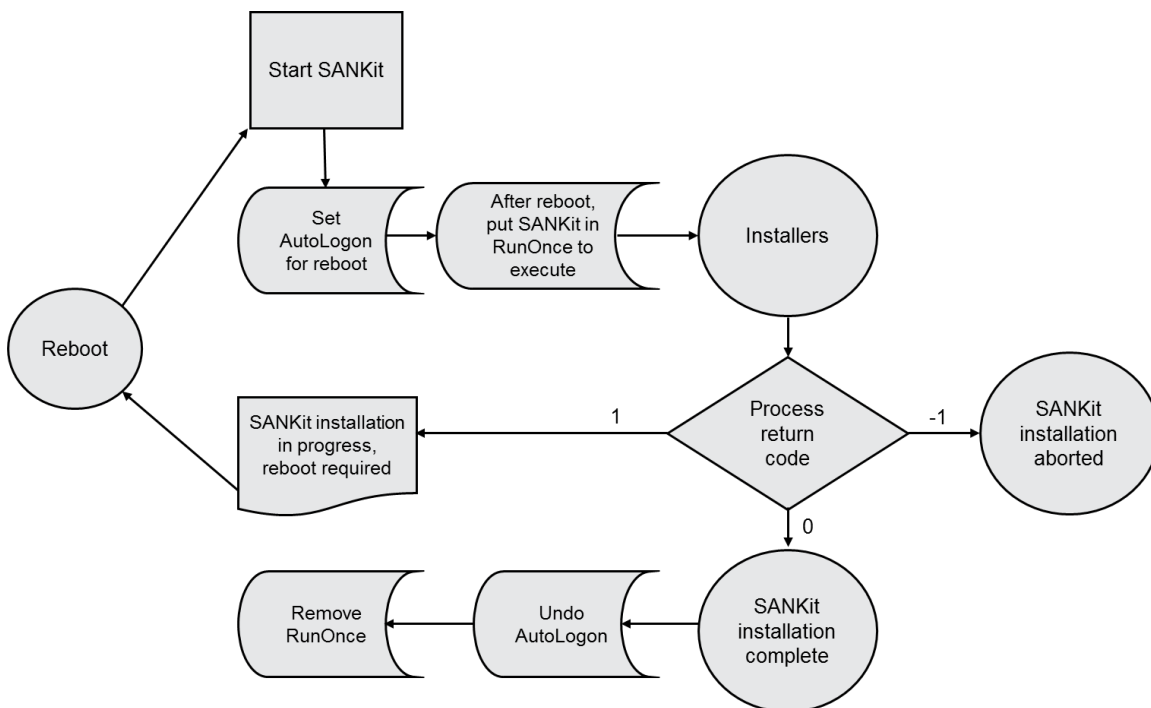 Start SANKit
Set
AutoLogon
for reboot
After reboot,
put SANKit in
RunOnce to
execute
Installers
Reboot
SANKit installation
in progress,
reboot required
1
Process
return
code
-1
SANKit
installation
aborted
0
Remove
RunOnce
Undo
AutoLogon
SANKit
installation
complete